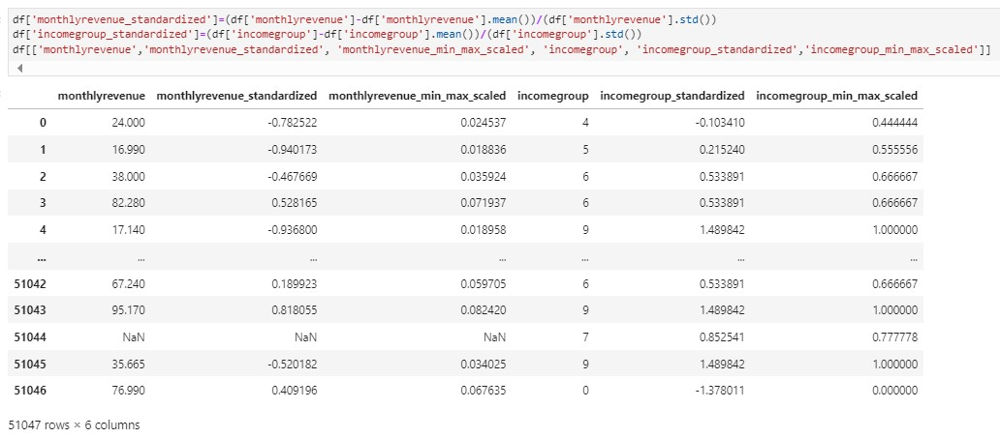 df['monthlyrevenue_standardized']=(df['monthlyrevenue']-df['monthlyrevenue'].mean())/(df['monthlyrevenue'].std())
df['incomegroup_standardized']=(df['incomegroup']-df['incomegroup'].mean())/(df['incomegroup'].std())
df[['monthlyrevenue','monthlyrevenue_standardized', 'monthlyrevenue_min_max_scaled', 'incomegroup', 'incomegroup_standardized','incomegroup_min_max_scaled']]
monthlyrevenue monthlyrevenue_standardized monthlyrevenue_min_max_scaled incomegroup incomegroup_standardized incomegroup_min_max_scaled
0 24.000 -0.782522 0.024537 4 -0.103410 0.444444
1 16.990 -0.940173 0.018836 5 0.215240 0.555556
2 38.000 -0.467669 0.035924 6 0.533891 0.666667
3 82.280 0.528165 0.071937 6 0.533891 0.666667
4 17.140 -0.936800 0.018958 9 1.489842 1.000000
... ... ... ... ... ... ...
51042 67.240 0.189923 0.059705 6 0.533891 0.666667
51043 95.170 0.818055 0.082420 9 1.489842 1.000000
51044 NaN NaN NaN 7 0.852541 0.777778
51045 35.665 -0.520182 0.034025 9 1.489842 1.000000
51046 76.990 0.409196 0.067635 0 -1.378011 0.000000
51047 rows × 6 columns